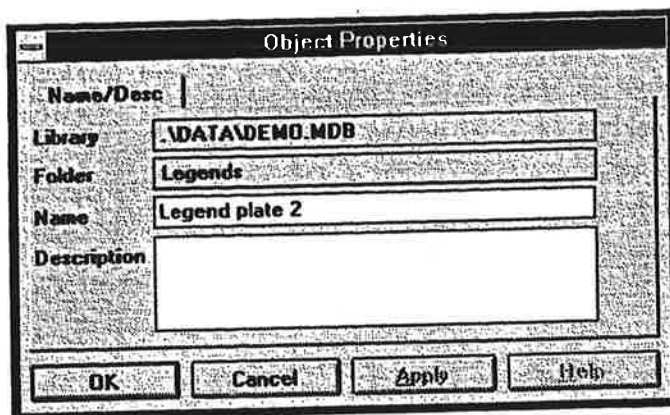 Object Properties
Name/Desc
Library .\DATA\DEMO.MDB
Folder Legends
Name Legend plate 2
Description
OK Cancel Apply Help